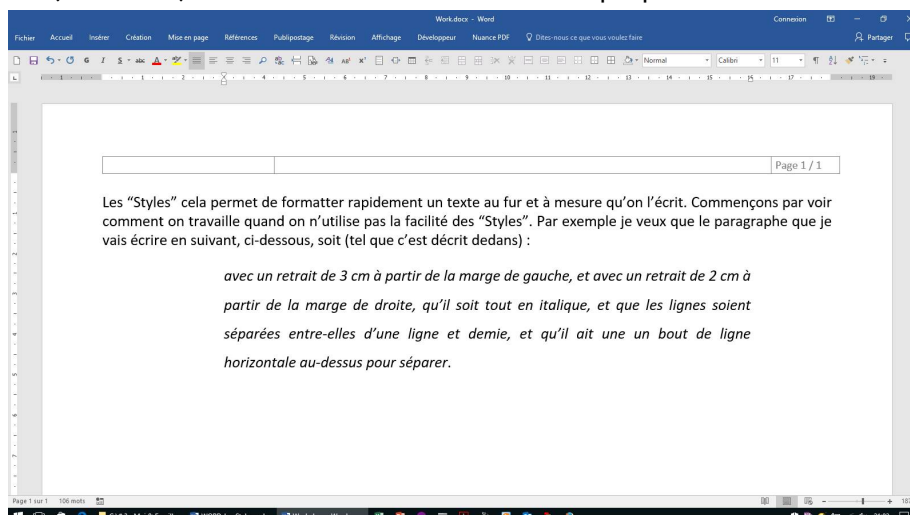 Work.docx - Word
Connexion
Fichier Accueil Insérer Création Mise en page Références Publipostage Révision Affichage Développeur Nuance PDF Dites-nous ce que vous voulez faire
Partager
G I S abc A Normal Calibri 11
Page 1 / 1
Les “Styles” cela permet de formatter rapidement un texte au fur et à mesure qu’on l’écrit. Commençons par voir
comment on travaille quand on n’utilise pas la facilité des “Styles”. Par exemple je veux que le paragraphe que je
vais écrire en suivant, ci-dessous, soit (tel que c’est décrit dedans) :
avec un retrait de 3 cm à partir de la marge de gauche, et avec un retrait de 2 cm à
partir de la marge de droite, qu’il soit tout en italique, et que les lignes soient
séparées entre-elles d’une ligne et demie, et qu’il ait une un bout de ligne
horizontale au-dessus pour séparer.
Page 1 sur 1 106 mots